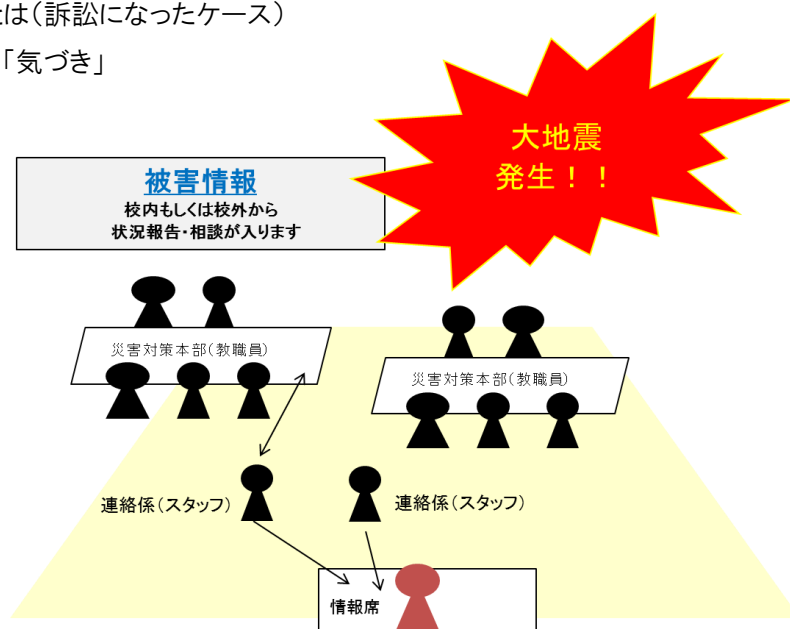 は(訴訟になったケース)
「気づき」
大地震
発生！！
被害情報
校内もしくは校外から
状況報告・相談が入ります
災害対策本部(教職員)
災害対策本部(教職員)
連絡係(スタッフ)
連絡係(スタッフ)
情報席